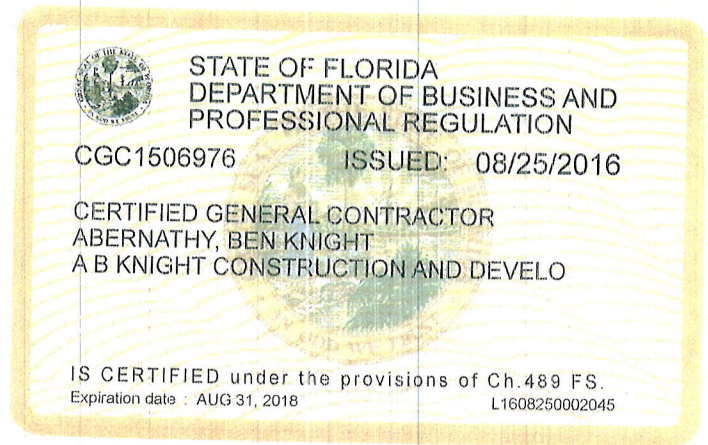 STATE OF FLORIDA
DEPARTMENT OF BUSINESS AND
PROFESSIONAL REGULATION
CGC1506976 ISSUED: 08/25/2016
CERTIFIED GENERAL CONTRACTOR
ABERNATHY, BEN KNIGHT
A B KNIGHT CONSTRUCTION AND DEVELO
IS CERTIFIED under the provisions of Ch.489 FS.
Expiration date : AUG 31, 2018 L1608250002045